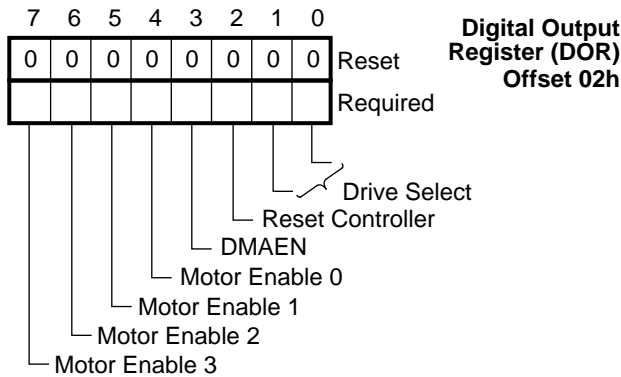 7 6 5 4 3 2 1 0
Digital Output
Register (DOR)
Offset 02h
0 0 0 0 0 0 0 0 Reset
Required
Drive Select
Reset Controller
DMAEN
Motor Enable 0
Motor Enable 1
Motor Enable 2
Motor Enable 3